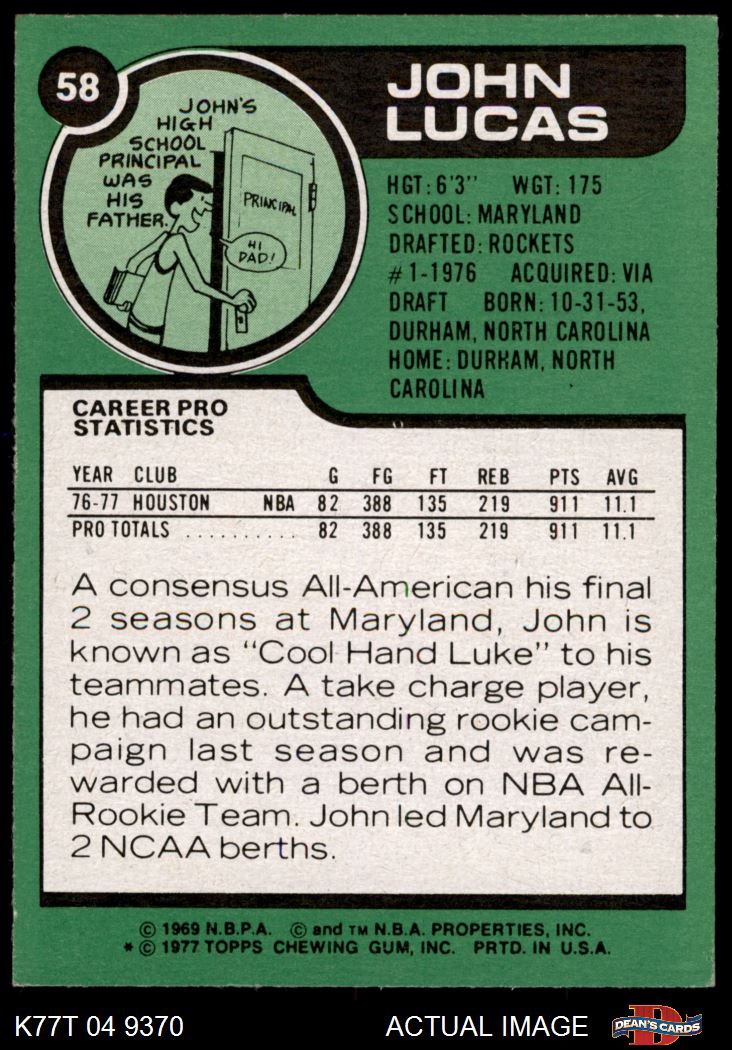 58
JOHN'S
HIGH
SCHOOL
PRINCIPAL
WAS
HIS
FATHER.
PRINCIPAL
HI
DAD!
JOHN
LUCAS
HGT: 6'3" WGT: 175
SCHOOL: MARYLAND
DRAFTED: ROCKETS
#1-1976 ACQUIRED: VIA
DRAFT BORN: 10-31-53,
DURHAM, NORTH CAROLINA
HOME: DURHAM, NORTH
CAROLINA
CAREER PRO
STATISTICS
YEAR CLUB G FG FT REB PTS AVG
76-77 HOUSTON NBA 82 388 135 219 911 11.1
PRO TOTALS .......... 82 388 135 219 911 11.1
A consensus All-American his final
2 seasons at Maryland, John is
known as "Cool Hand Luke" to his
teammates. A take charge player,
he had an outstanding rookie cam-
paign last season and was re-
warded with a berth on NBA All-
Rookie Team. John led Maryland to
2 NCAA berths.
© 1969 N.B.P.A. © and TM N.B.A. PROPERTIES, INC.
* © 1977 TOPPS CHEWING GUM, INC. PRTD. IN U.S.A.
K77T 04 9370 ACTUAL IMAGE
D
DEAN'S CARDS